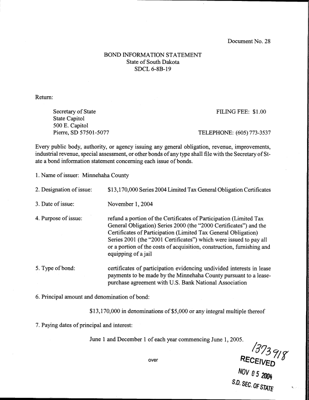 Document No. 28
BOND INFORMATION STATEMENT
State of South Dakota
SDCL 6-8B-19
Return:
Secretary of State FILING FEE: $1.00
State Capitol
500 E. Capitol
Pierre, SD 57501-5077 TELEPHONE: (605) 773-3537
Every public body, authority, or agency issuing any general obligation, revenue, improvements,
industrial revenue, special assessment, or other bonds of any type shall file with the Secretary of St-
ate a bond information statement concerning each issue of bonds.
1. Name of issuer: Minnehaha County
2. Designation of issue: $13,170,000 Series 2004 Limited Tax General Obligation Certificates
3. Date of issue: November 1, 2004
4. Purpose of issue: refund a portion of the Certificates of Participation (Limited Tax
General Obligation) Series 2000 (the "2000 Certificates") and the
Certificates of Participation (Limited Tax General Obligation)
Series 2001 (the "2001 Certificates") which were issued to pay all
or a portion of the costs of acquisition, construction, furnishing and
equipping of a jail
5. Type of bond: certificates of participation evidencing undivided interests in lease
payments to be made by the Minnehaha County pursuant to a lease-
purchase agreement with U.S. Bank National Association
6. Principal amount and denomination of bond:
$13,170,000 in denominations of $5,000 or any integral multiple thereof
7. Paying dates of principal and interest:
June 1 and December 1 of each year commencing June 1, 2005.
over
1373918
RECEIVED
NOV 05 2004
S.D. SEC. OF STATE